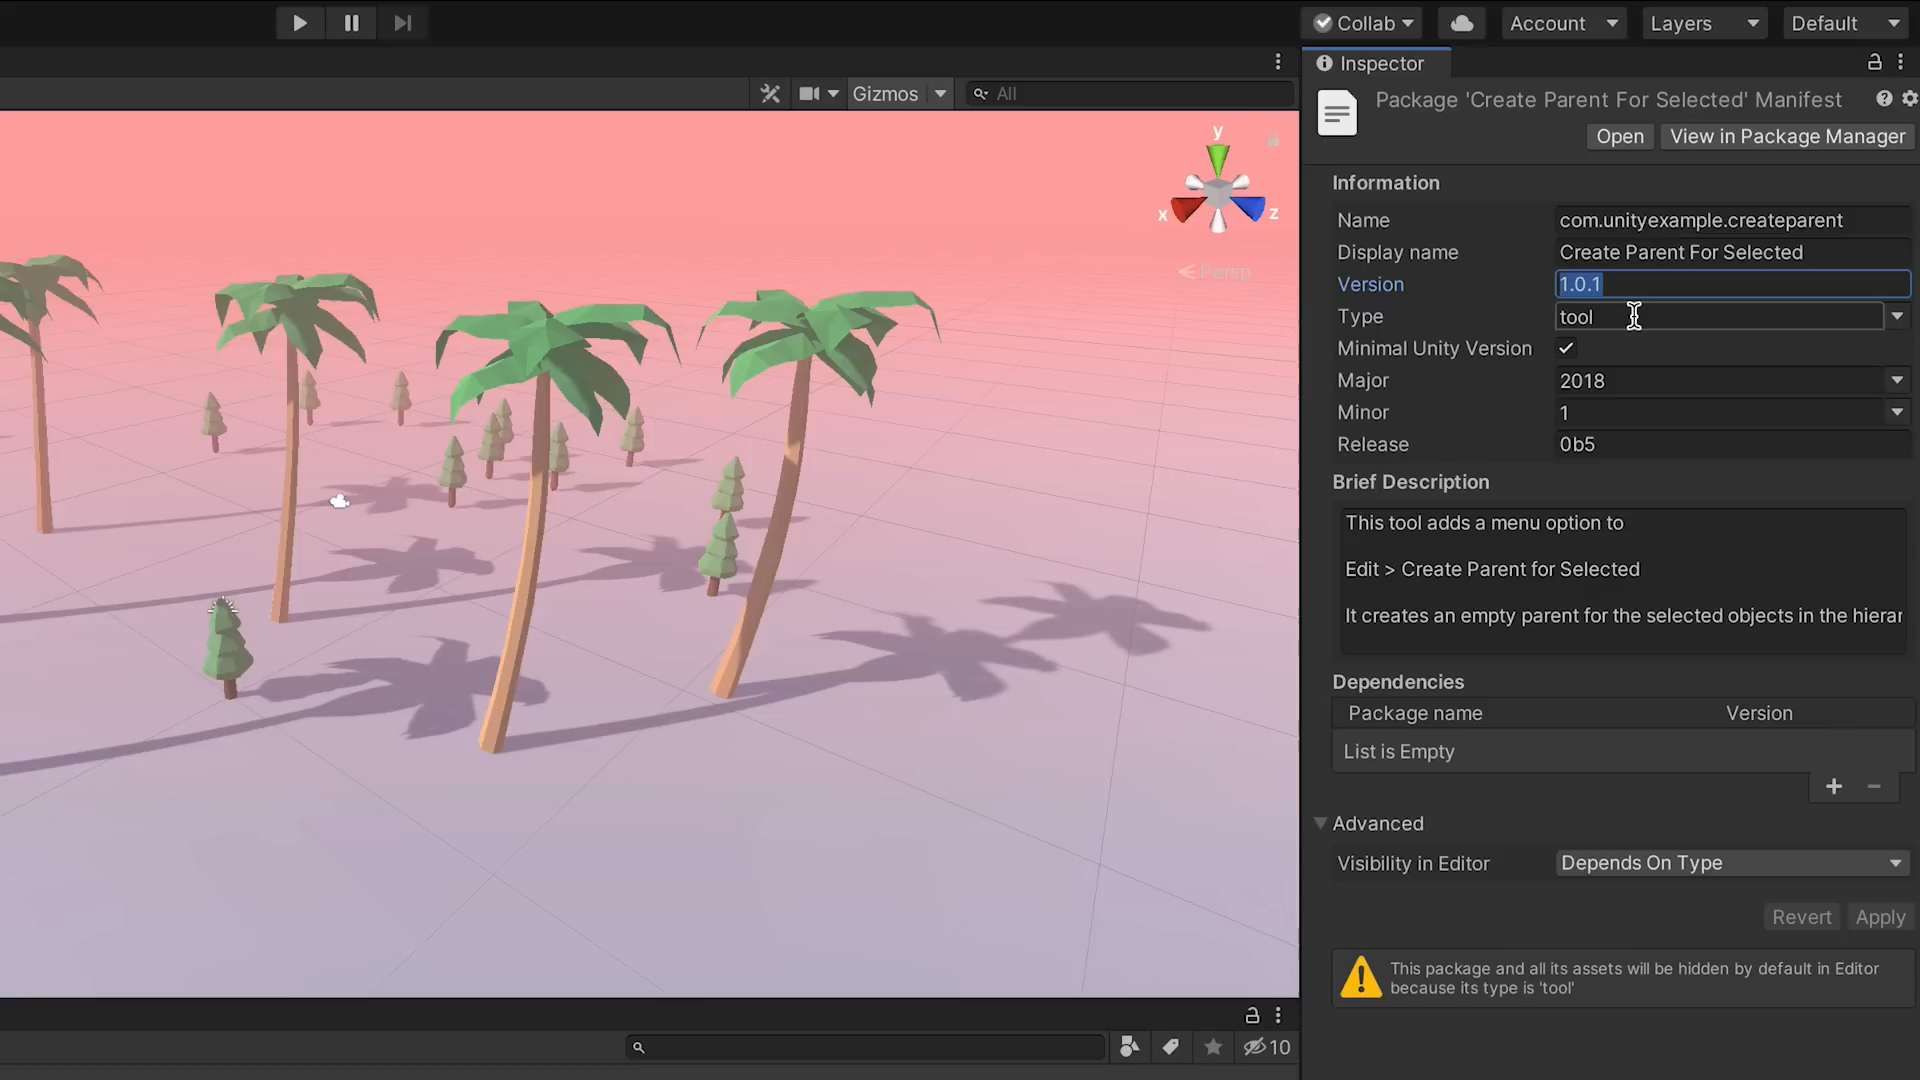 Collab
Account
Layers
Default
Inspector
Gizmos
All
Package 'Create Parent For Selected' Manifest
Open
View in Package Manager
y
x
z
Persp
Information
Name com.unityexample.createparent
Display name Create Parent For Selected
Version 1.0.1
Type tool
Minimal Unity Version
Major 2018
Minor 1
Release 0b5
Brief Description
This tool adds a menu option to
Edit > Create Parent for Selected
It creates an empty parent for the selected objects in the hierar
Dependencies
Package name Version
List is Empty
+ −
Advanced
Visibility in Editor Depends On Type
Revert Apply
This package and all its assets will be hidden by default in Editor
because its type is 'tool'
10